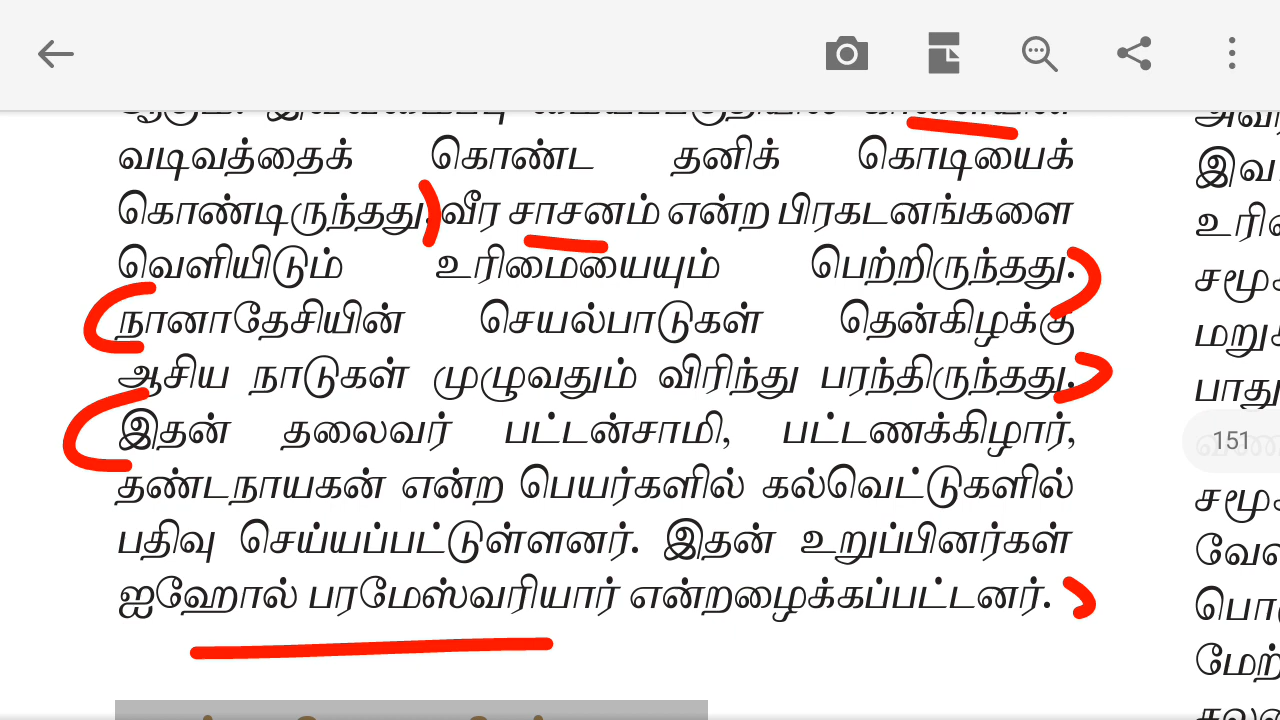 வடிவத்தைக் கொண்ட தனிக் கொடியைக்
கொண்டிருந்தது. வீர சாசனம் என்ற பிரகடனங்களை
வெளியிடும் உரிமையையும் பெற்றிருந்தது.
நானாதேசியின் செயல்பாடுகள் தென்கிழக்கு
ஆசிய நாடுகள் முழுவதும் விரிந்து பரந்திருந்தது.
இதன் தலைவர் பட்டன்சாமி, பட்டணக்கிழார்,
தண்டநாயகன் என்ற பெயர்களில் கல்வெட்டுகளில்
பதிவு செய்யப்பட்டுள்ளனர். இதன் உறுப்பினர்கள்
ஐஹோல் பரமேஸ்வரியார் என்றழைக்கப்பட்டனர்.
151